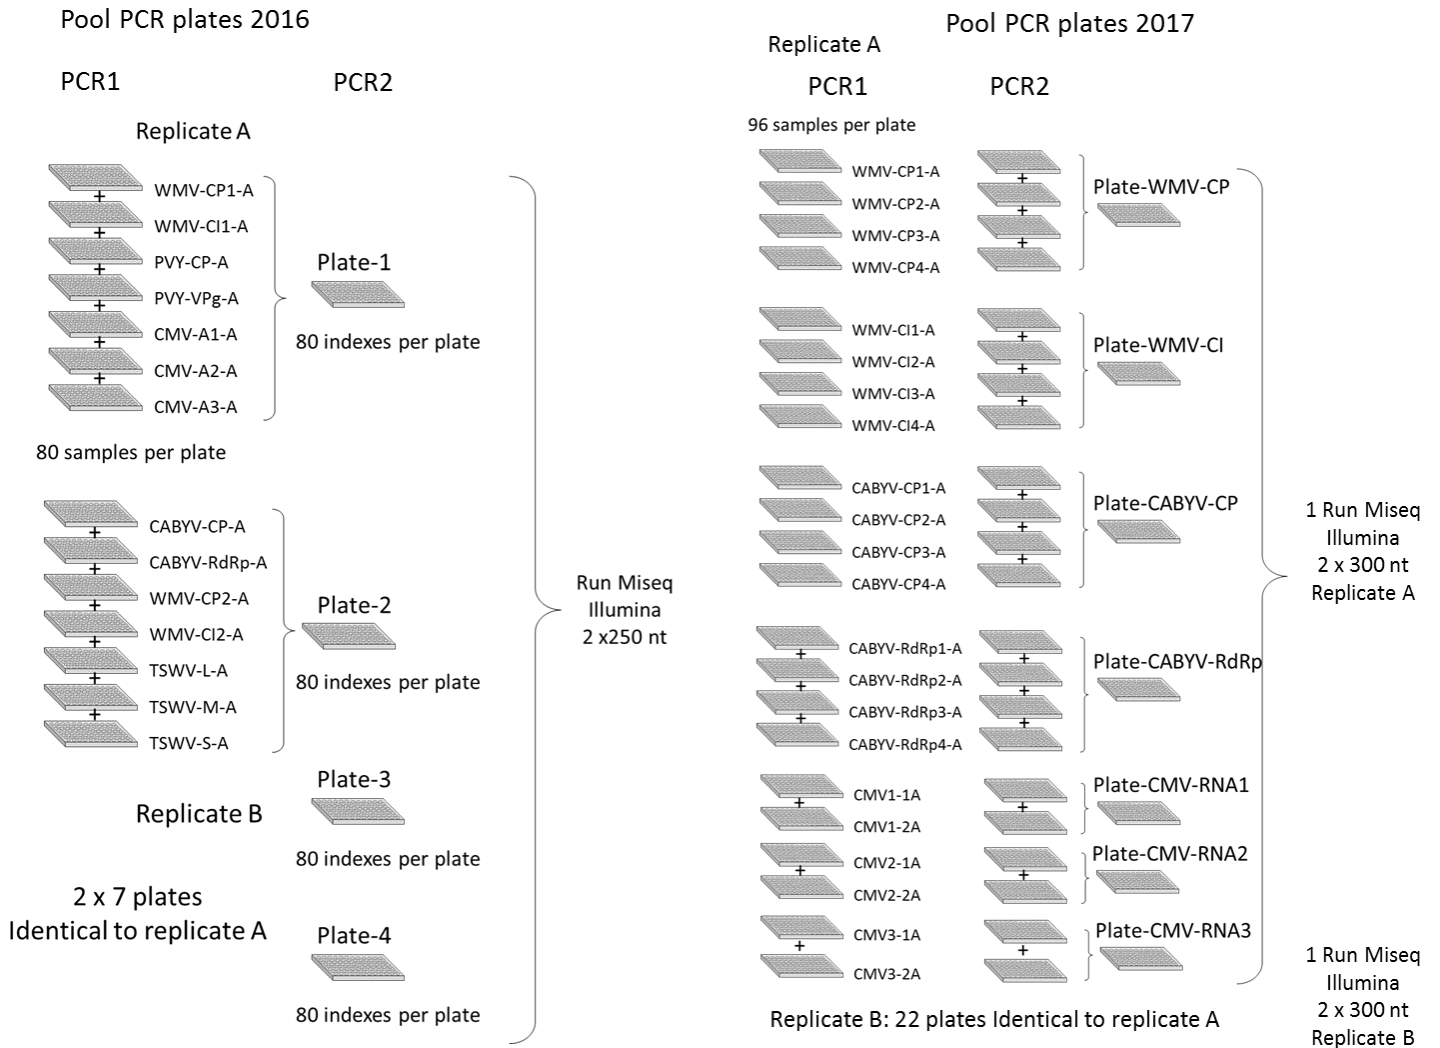 Pool PCR plates 2016
PCR1
PCR2
Replicate A
WMV-CP1-A
+
WMV-CI1-A
+
PVY-CP-A
+
PVY-VPg-A
+
CMV-A1-A
+
CMV-A2-A
+
CMV-A3-A
Plate-1
80 indexes per plate
80 samples per plate
CABYV-CP-A
+
CABYV-RdRp-A
+
WMV-CP2-A
+
WMV-CI2-A
+
TSWV-L-A
+
TSWV-M-A
+
TSWV-S-A
Plate-2
80 indexes per plate
Replicate B
2 x 7 plates
Identical to replicate A
Plate-3
80 indexes per plate
Plate-4
80 indexes per plate
Run Miseq
Illumina
2 x250 nt
Pool PCR plates 2017
Replicate A
PCR1
PCR2
96 samples per plate
WMV-CP1-A
WMV-CP2-A
WMV-CP3-A
WMV-CP4-A
+
+
+
Plate-WMV-CP
WMV-CI1-A
WMV-CI2-A
WMV-CI3-A
WMV-CI4-A
+
+
+
Plate-WMV-CI
CABYV-CP1-A
CABYV-CP2-A
CABYV-CP3-A
CABYV-CP4-A
+
+
+
Plate-CABYV-CP
CABYV-RdRp1-A
+
CABYV-RdRp2-A
+
CABYV-RdRp3-A
+
CABYV-RdRp4-A
+
+
+
Plate-CABYV-RdRp
CMV1-1A
+
CMV1-2A
+
Plate-CMV-RNA1
CMV2-1A
+
CMV2-2A
+
Plate-CMV-RNA2
CMV3-1A
+
CMV3-2A
+
Plate-CMV-RNA3
Replicate B: 22 plates Identical to replicate A
1 Run Miseq
Illumina
2 x 300 nt
Replicate A
1 Run Miseq
Illumina
2 x 300 nt
Replicate B